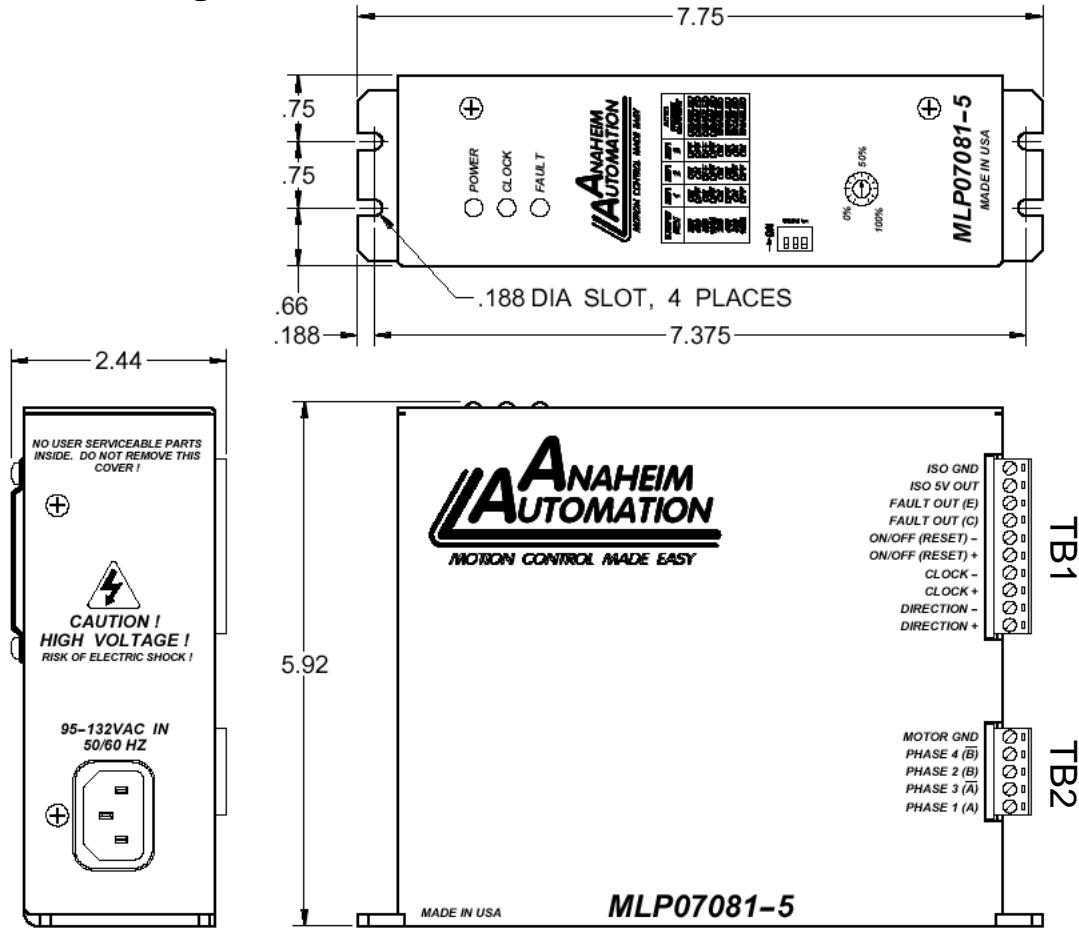 7.75
.75
.75
.66
.188
POWER
CLOCK
FAULT
ANAHEIM
AUTOMATION
MOTION CONTROL MADE EASY
0%
50%
100%
MLP07081-5
MADE IN USA
.188 DIA SLOT, 4 PLACES
7.375
2.44
NO USER SERVICEABLE PARTS
INSIDE. DO NOT REMOVE THIS
COVER !
CAUTION !
HIGH VOLTAGE !
RISK OF ELECTRIC SHOCK !
95-132VAC IN
50/60 HZ
5.92
ANAHEIM
AUTOMATION
MOTION CONTROL MADE EASY
ISO GND
ISO 5V OUT
FAULT OUT (E)
FAULT OUT (C)
ON/OFF (RESET) -
ON/OFF (RESET) +
CLOCK -
CLOCK +
DIRECTION -
DIRECTION +
TB1
MOTOR GND
PHASE 4 (B̅)
PHASE 2 (B)
PHASE 3 (A̅)
PHASE 1 (A)
TB2
MADE IN USA
MLP07081-5